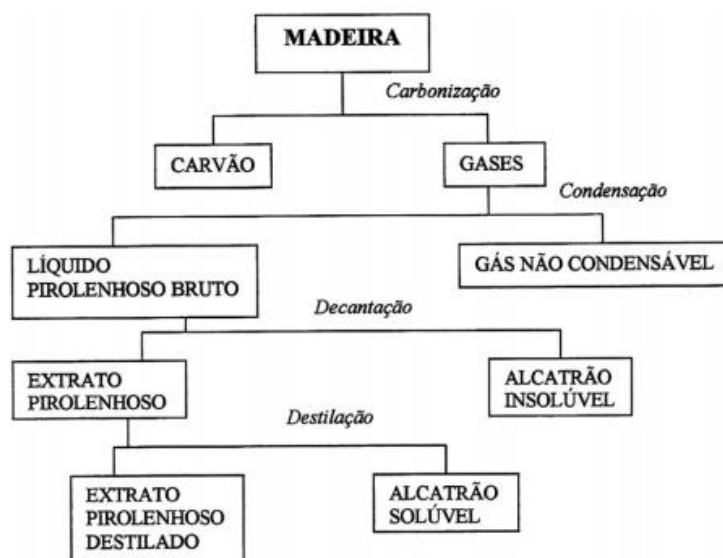 MADEIRA
Carbonização
CARVÃO
GASES
Condensação
LÍQUIDO
PIROLENHOSO BRUTO
GÁS NÃO CONDENSÁVEL
Decantação
EXTRATO
PIROLENHOSO
ALCATRÃO
INSOLÚVEL
Destilação
EXTRATO
PIROLENHOSO
DESTILADO
ALCATRÃO
SOLÚVEL